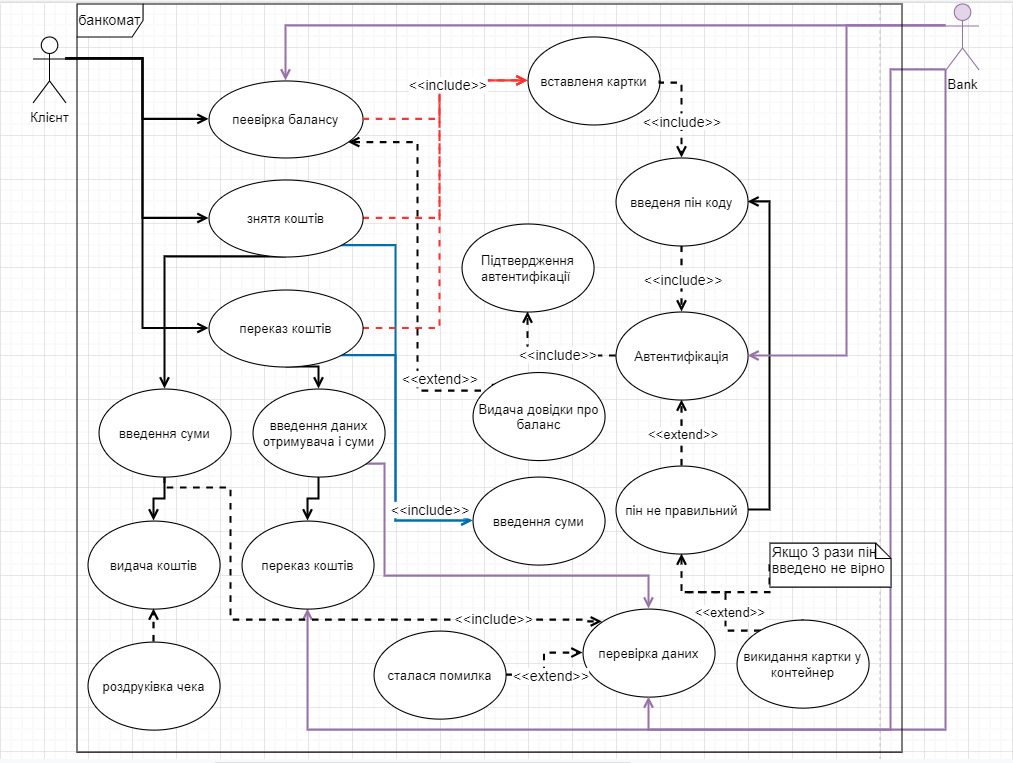 банкомат
Клієнт
Bank
<<include>>
вставленя картки
пеевірка балансу
<<include>>
введеня пін коду
знятя коштів
Підтвердження
автентифікації
<<include>>
переказ коштів
<<include>>
Автентифікація
<<extend>>
Видача довідки про
баланс
введення суми
введення даних
отримувача і суми
<<extend>>
<<include>>
введення суми
пін не правильний
Якщо 3 рази пін
введено не вірно
видача коштів
переказ коштів
<<include>>
<<extend>>
перевірка даних
викидання картки у
контейнер
сталася помилка
<<extend>>
роздруківка чека